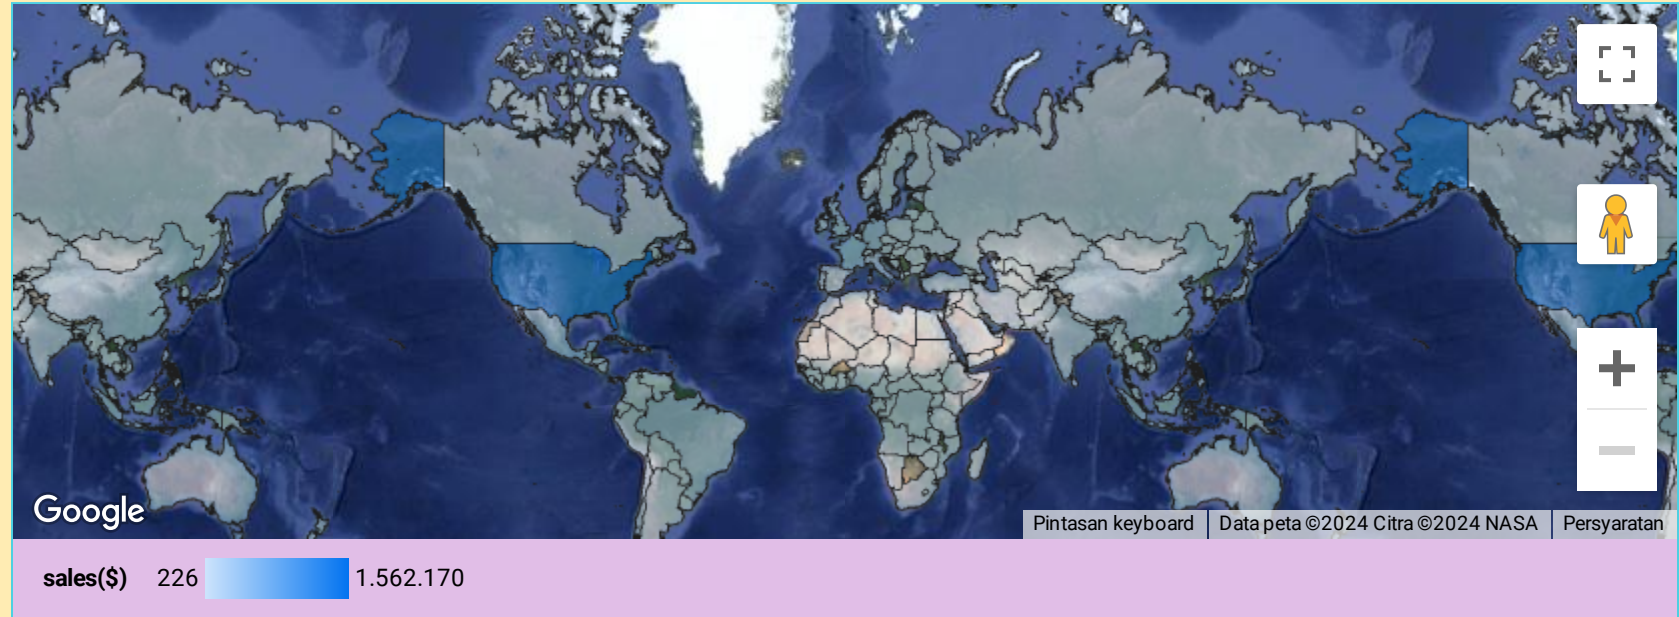 Google
Pintasan keyboard
Data peta ©2024 Citra ©2024 NASA
Persyaratan
sales($) 226 1.562.170